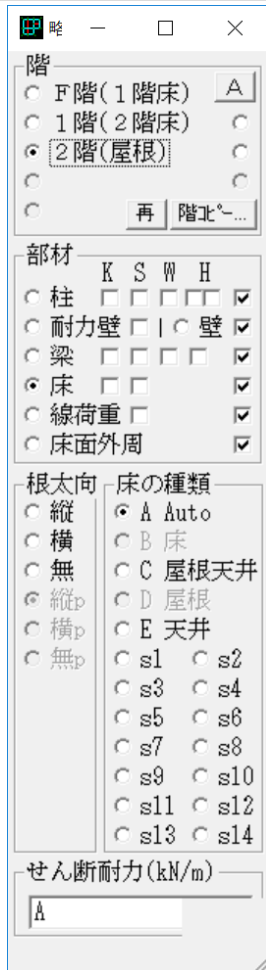 略
階
F階(1階床)
A
1階(2階床)
2階(屋根)
再
階コピー...
部材
K S W H
柱
耐力壁 | 壁
梁
床
線荷重
床面外周
根太向
縦
横
無
縦p
横p
無p
床の種類
A Auto
B 床
C 屋根天井
D 屋根
E 天井
s1 s2
s3 s4
s5 s6
s7 s8
s9 s10
s11 s12
s13 s14
せん断耐力(kN/m)
A